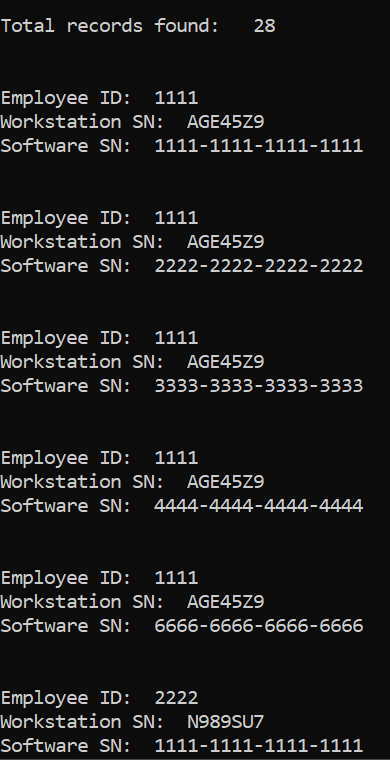 Total records found:   28
Employee ID:  1111
Workstation SN:  AGE45Z9
Software SN:  1111-1111-1111-1111
Employee ID:  1111
Workstation SN:  AGE45Z9
Software SN:  2222-2222-2222-2222
Employee ID:  1111
Workstation SN:  AGE45Z9
Software SN:  3333-3333-3333-3333
Employee ID:  1111
Workstation SN:  AGE45Z9
Software SN:  4444-4444-4444-4444
Employee ID:  1111
Workstation SN:  AGE45Z9
Software SN:  6666-6666-6666-6666
Employee ID:  2222
Workstation SN:  N989SU7
Software SN:  1111-1111-1111-1111